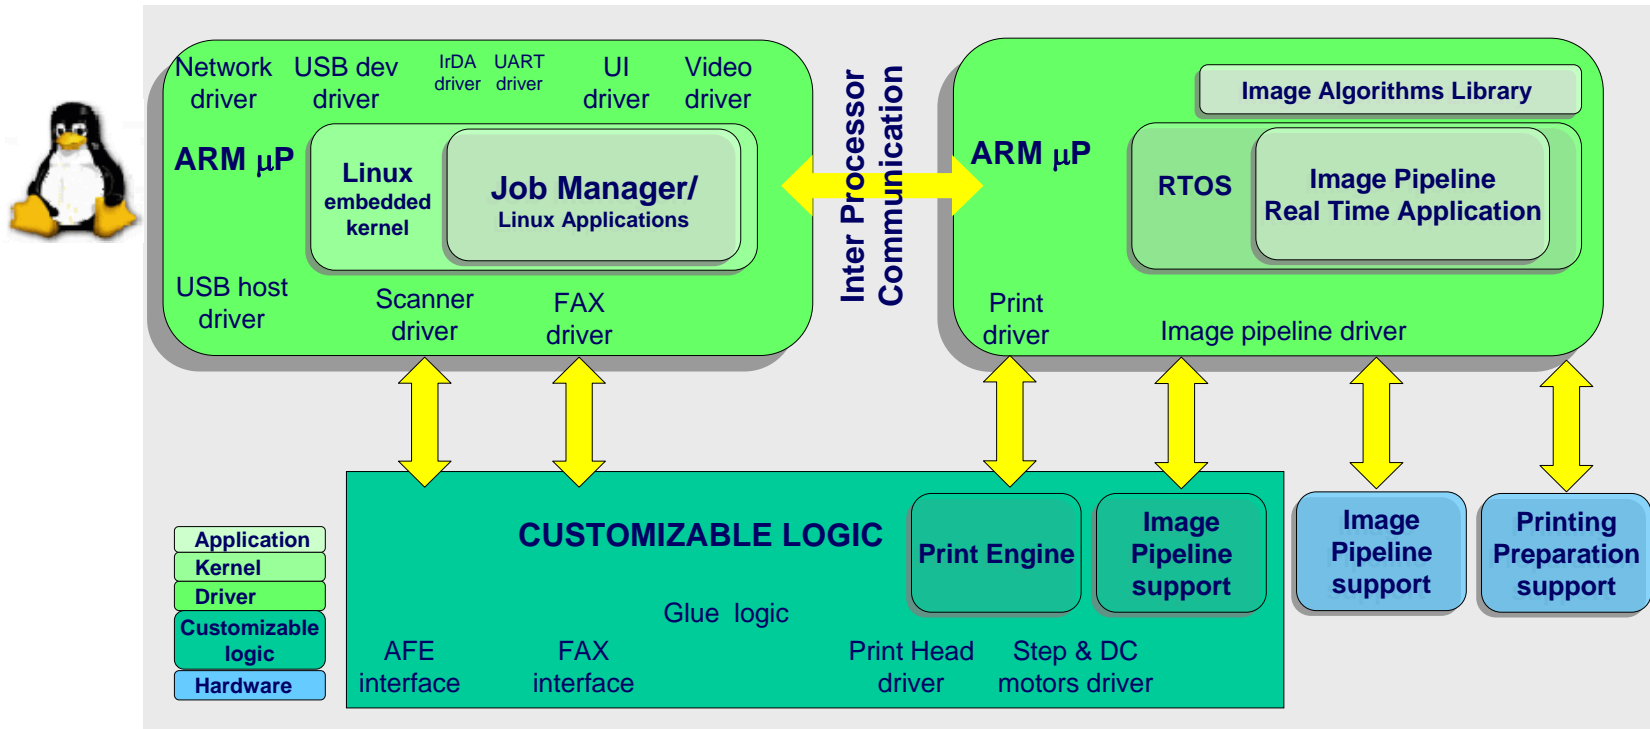 Network
driver
USB dev
driver
IrDA
driver
UART
driver
UI
driver
Video
driver
ARM μP
Linux
embedded
kernel
Job Manager/
Linux Applications
USB host
driver
Scanner
driver
FAX
driver
Inter Processor
Communication
Image Algorithms Library
ARM μP
RTOS
Image Pipeline
Real Time Application
Print
driver
Image pipeline driver
CUSTOMIZABLE LOGIC
Print Engine
Image
Pipeline
support
Image
Pipeline
support
Printing
Preparation
support
Glue logic
AFE
interface
FAX
interface
Print Head
driver
Step & DC
motors driver
Application
Kernel
Driver
Customizable
logic
Hardware